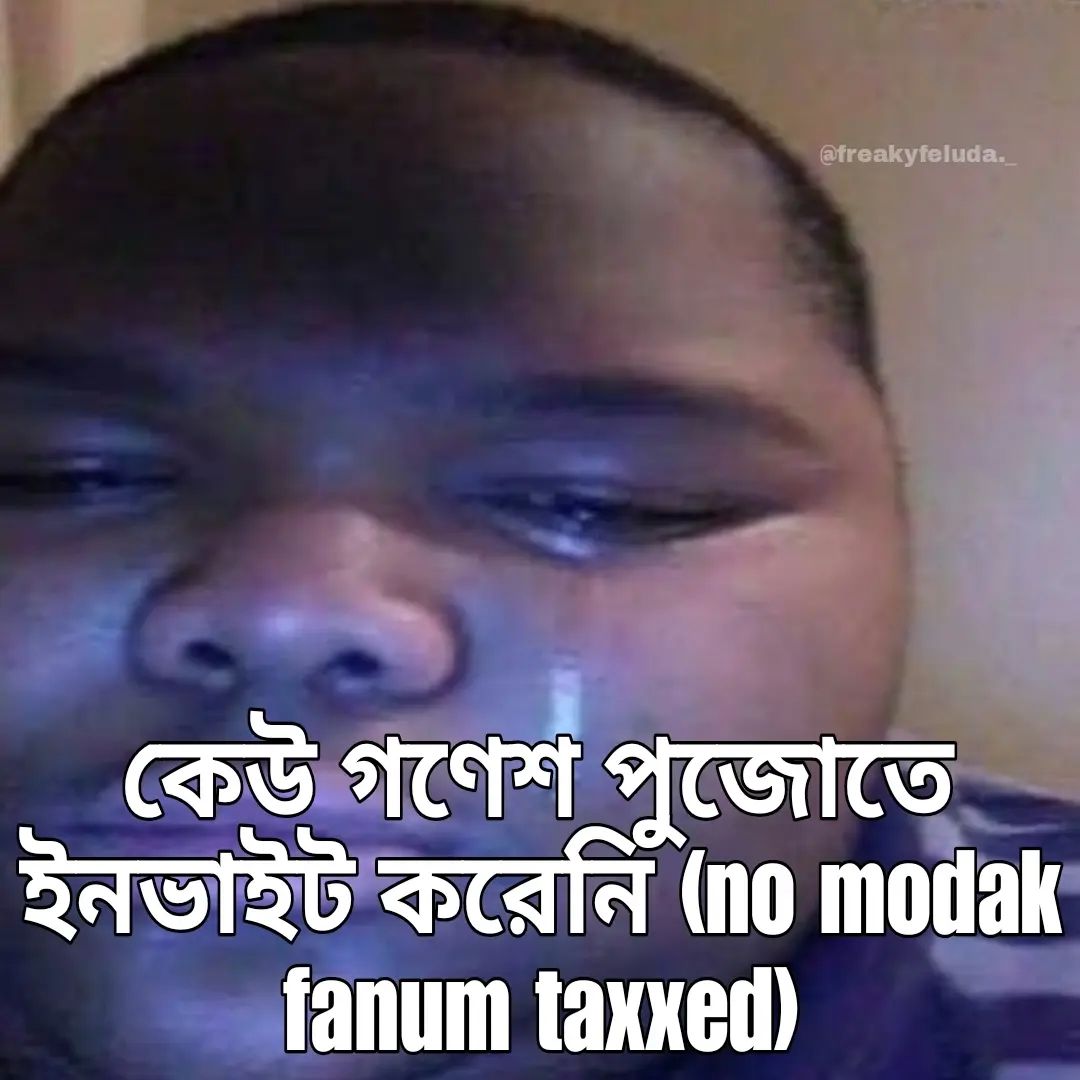 @freakyfeluda._
কেউ গণেশ পুজোতে
ইনভাইট করেনি (no modak
fanum taxxed)